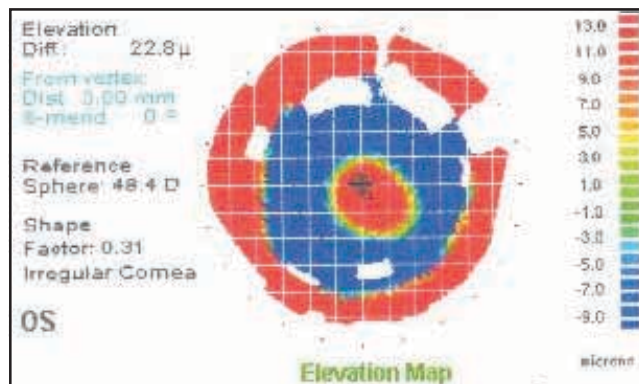 Elevation
Diff.: 22.8µ
From vertex:
Dist 0.00 mm
0 °
Reference
Sphere: 48.4 D
Shape
Factor: 0.31
Irregular Cornea
OS
Elevation Map
13.0
11.0
9.0
7.0
5.0
3.0
1.0
-1.0
-3.0
-5.0
-7.0
-9.0